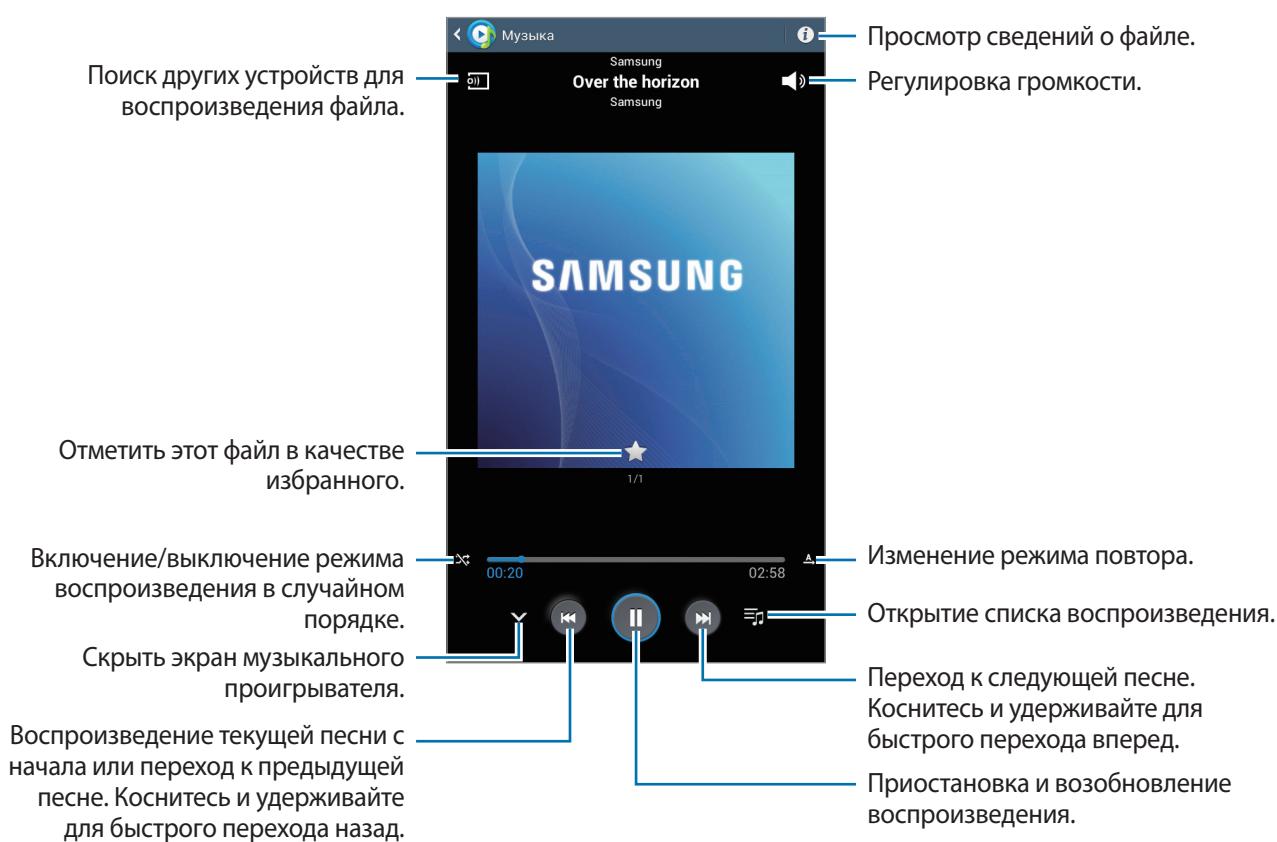 Музыка
Просмотр сведений о файле.
Samsung
Over the horizon
Samsung
Поиск других устройств для
воспроизведения файла.
Регулировка громкости.
SAMSUNG
Отметить этот файл в качестве
избранного.
1/1
Включение/выключение режима
воспроизведения в случайном
порядке.
00:20
02:58
A
Изменение режима повтора.
Открытие списка воспроизведения.
Скрыть экран музыкального
проигрывателя.
Переход к следующей песне.
Коснитесь и удерживайте для
быстрого перехода вперед.
Воспроизведение текущей песни с
начала или переход к предыдущей
песне. Коснитесь и удерживайте
для быстрого перехода назад.
Приостановка и возобновление
воспроизведения.